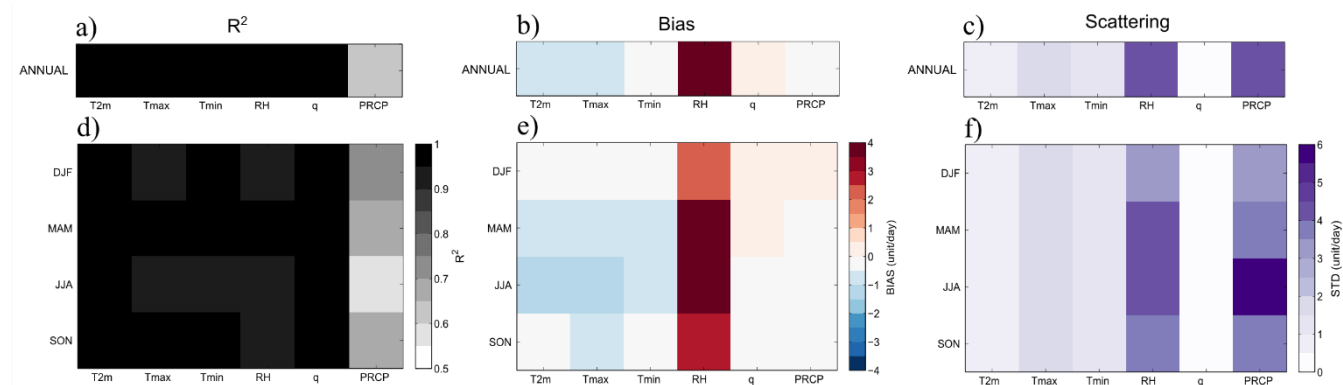 a) R²
ANNUAL
T2m Tmax Tmin RH q PRCP
b) Bias
ANNUAL
T2m Tmax Tmin RH q PRCP
c) Scattering
ANNUAL
T2m Tmax Tmin RH q PRCP
d)
DJF
MAM
JJA
SON
T2m Tmax Tmin RH q PRCP
1
0.9
0.8
0.7
0.6
0.5
R²
e)
DJF
MAM
JJA
SON
T2m Tmax Tmin RH q PRCP
4
3
2
1
0
−1
−2
−3
−4
BIAS (unit/day)
f)
DJF
MAM
JJA
SON
T2m Tmax Tmin RH q PRCP
6
5
4
3
2
1
0
STD (unit/day)